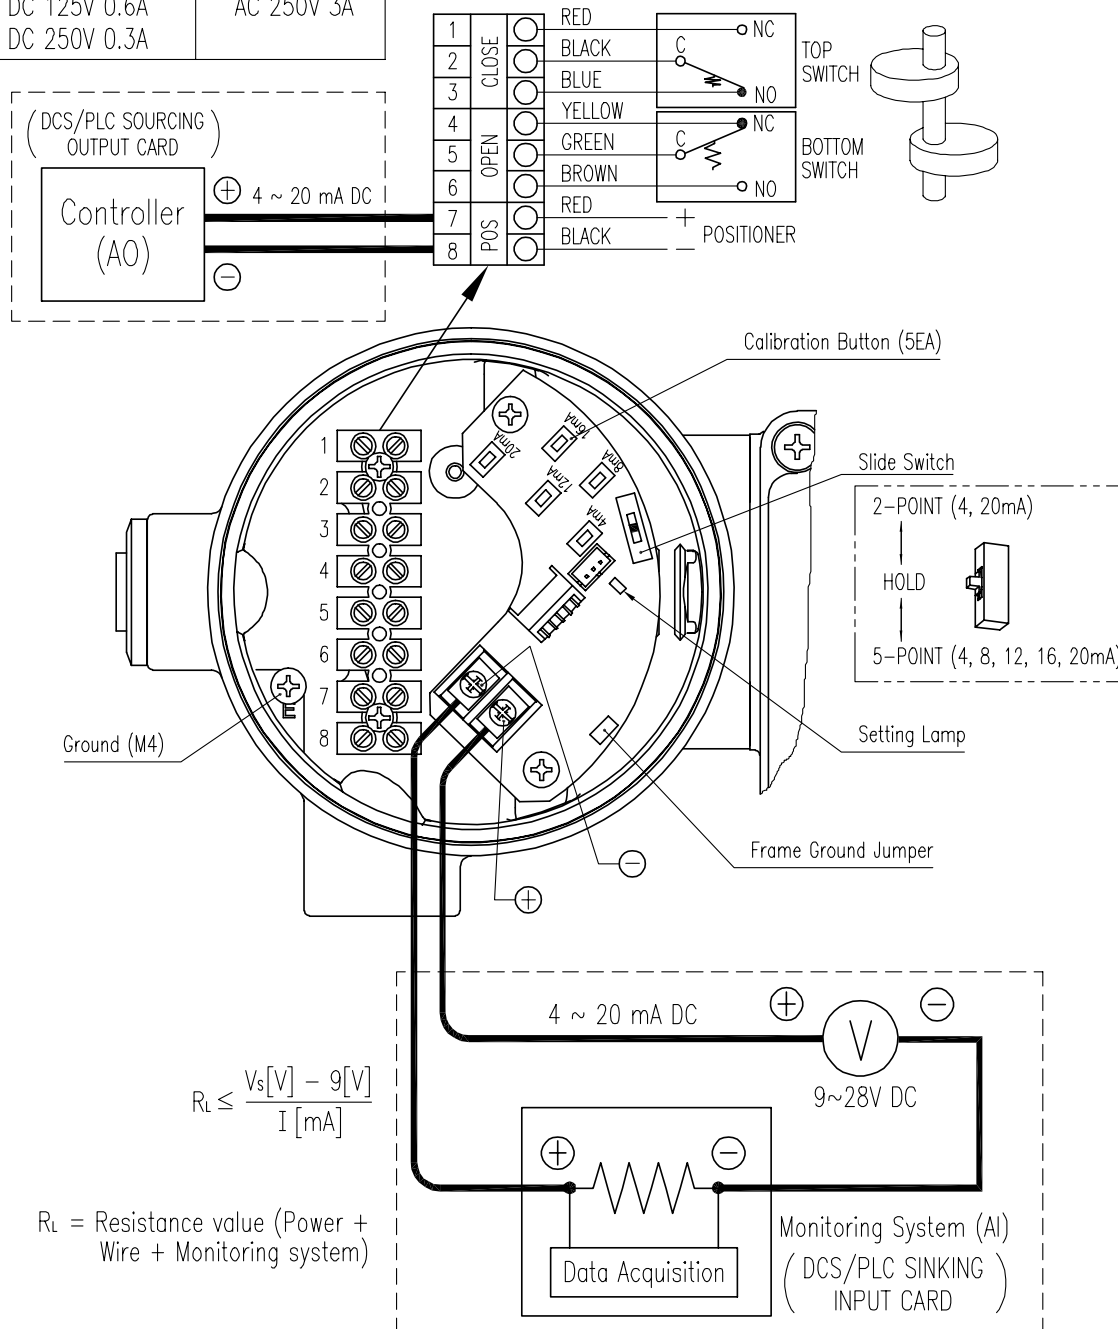 DC 125V 0.6A
DC 250V 0.3A
AC 250V 3A
(DCS/PLC SOURCING
OUTPUT CARD)
Controller
(AO)
⊕
4 ~ 20 mA DC
⊖
1
2
3
4
5
6
7
8
CLOSE
OPEN
POS
RED
BLACK
BLUE
YELLOW
GREEN
BROWN
RED
BLACK
NC
C
NO
TOP
SWITCH
NC
C
NO
BOTTOM
SWITCH
+
−
POSITIONER
Calibration Button (5EA)
20mA
16mA
12mA
8mA
4mA
Slide Switch
2-POINT (4, 20mA)
HOLD
5-POINT (4, 8, 12, 16, 20mA)
1
2
3
4
5
6
7
8
E
Ground (M4)
Setting Lamp
Frame Ground Jumper
⊖
⊕
4 ~ 20 mA DC
⊕
V
⊖
9~28V DC
RL ≤ Vs[V] − 9[V]
I [mA]
RL = Resistance value (Power +
Wire + Monitoring system)
⊕
⊖
Data Acquisition
Monitoring System (AI)
(DCS/PLC SINKING
INPUT CARD)